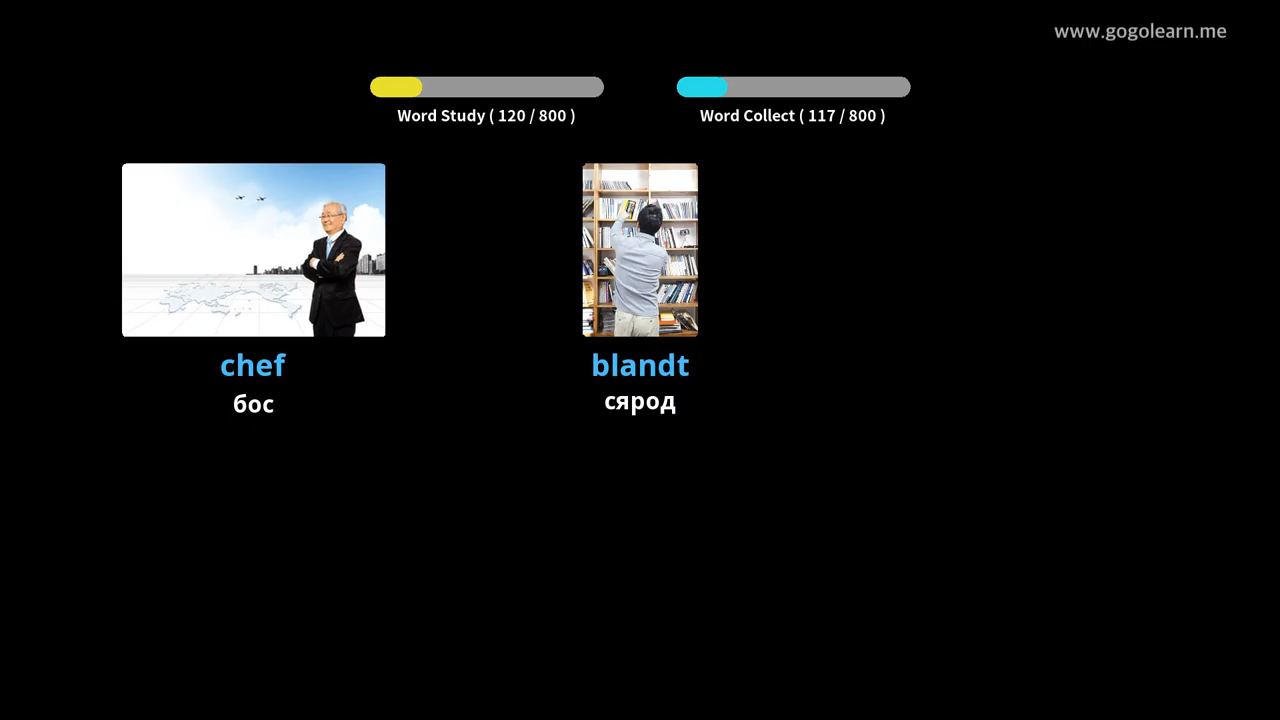 www.gogolearn.me
Word Study ( 120 / 800 )
Word Collect ( 117 / 800 )
chef
бос
blandt
сярод